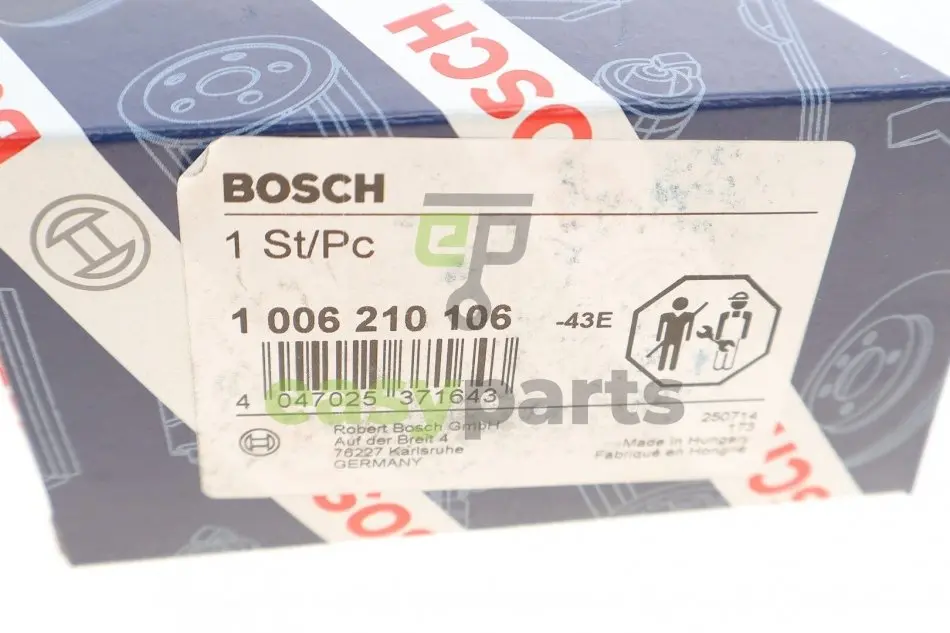 BOSCH
BOSCH
1 St/Pc
ep
1 006 210 106 -43E
4 047025 371643
easyparts
Robert Bosch GmbH
Auf der Breit 4
76227 Karlsruhe
GERMANY
250714
173
Made in Hungary
Fabriqué en Hongrie